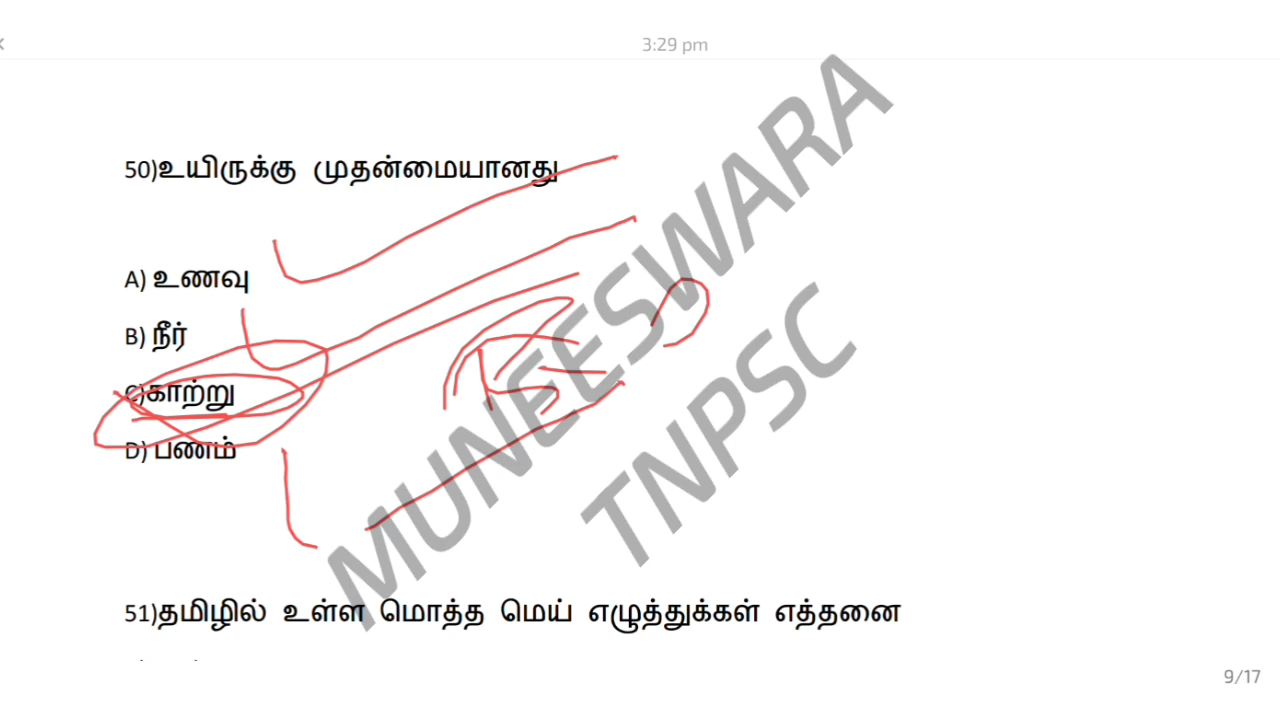 3:29 pm
50)உயிருக்கு முதன்மையானது
A) உணவு
B) நீர்
C)காற்று
D) பணம்
MUNEESWARA
TNPSC
51)தமிழில் உள்ள மொத்த மெய் எழுத்துக்கள் எத்தனை
9/17